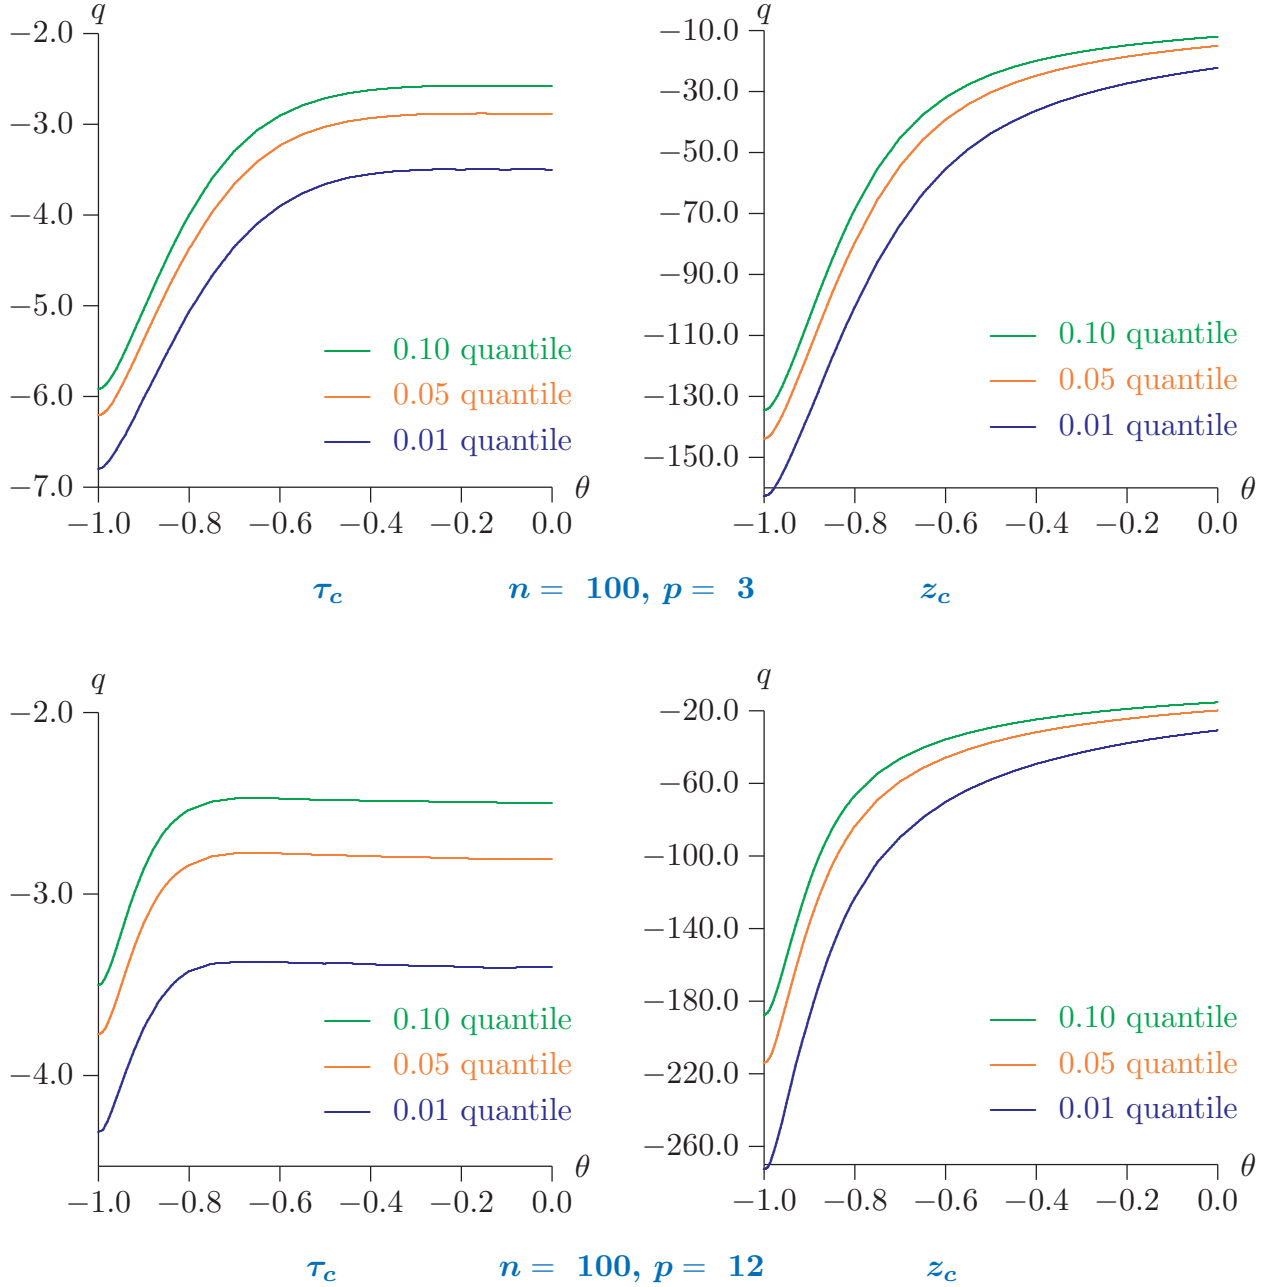 q
−2.0
−3.0
−4.0
−5.0
−6.0
−7.0
−1.0 −0.8 −0.6 −0.4 −0.2 0.0
θ
0.10 quantile
0.05 quantile
0.01 quantile
q
−10.0
−30.0
−50.0
−70.0
−90.0
−110.0
−130.0
−150.0
−1.0 −0.8 −0.6 −0.4 −0.2 0.0
θ
0.10 quantile
0.05 quantile
0.01 quantile
τc n = 100, p = 3 zc
q
−2.0
−3.0
−4.0
−1.0 −0.8 −0.6 −0.4 −0.2 0.0
θ
0.10 quantile
0.05 quantile
0.01 quantile
q
−20.0
−60.0
−100.0
−140.0
−180.0
−220.0
−260.0
−1.0 −0.8 −0.6 −0.4 −0.2 0.0
θ
0.10 quantile
0.05 quantile
0.01 quantile
τc n = 100, p = 12 zc